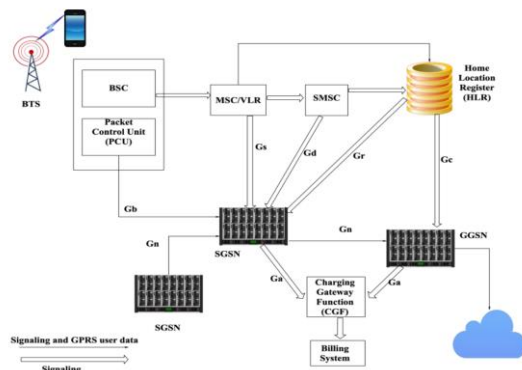 BTS
BSC
Packet
Control Unit
(PCU)
MSC/VLR
SMSC
Home
Location
Register
(HLR)
Gs
Gd
Gr
Gc
Gb
Gn
SGSN
Gn
GGSN
SGSN
Ga
Ga
Charging
Gateway
Function
(CGF)
Billing
System
Signaling and GPRS user data
Signaling